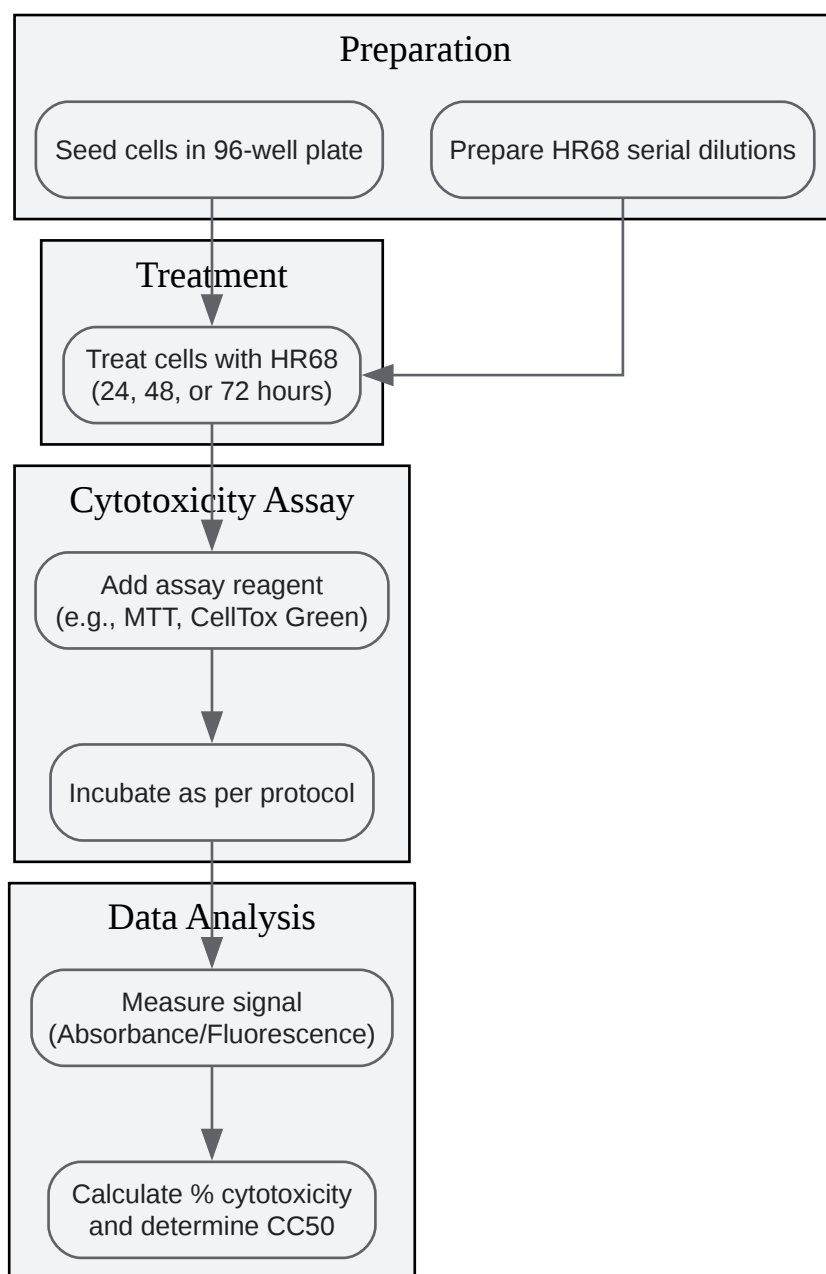 Preparation
Seed cells in 96-well plate
Prepare HR68 serial dilutions
Treatment
Treat cells with HR68
(24, 48, or 72 hours)
Cytotoxicity Assay
Add assay reagent
(e.g., MTT, CellTox Green)
Incubate as per protocol
Data Analysis
Measure signal
(Absorbance/Fluorescence)
Calculate % cytotoxicity
and determine CC50